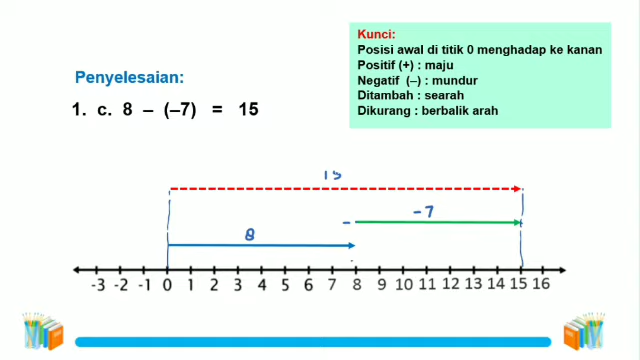 Kunci:
Posisi awal di titik 0 menghadap ke kanan
Positif (+) : maju
Negatif (–) : mundur
Ditambah : searah
Dikurang : berbalik arah
Penyelesaian:
1. c. 8 – (–7) = 15
15
-7
–
8
-3 -2 -1 0 1 2 3 4 5 6 7 8 9 10 11 12 13 14 15 16